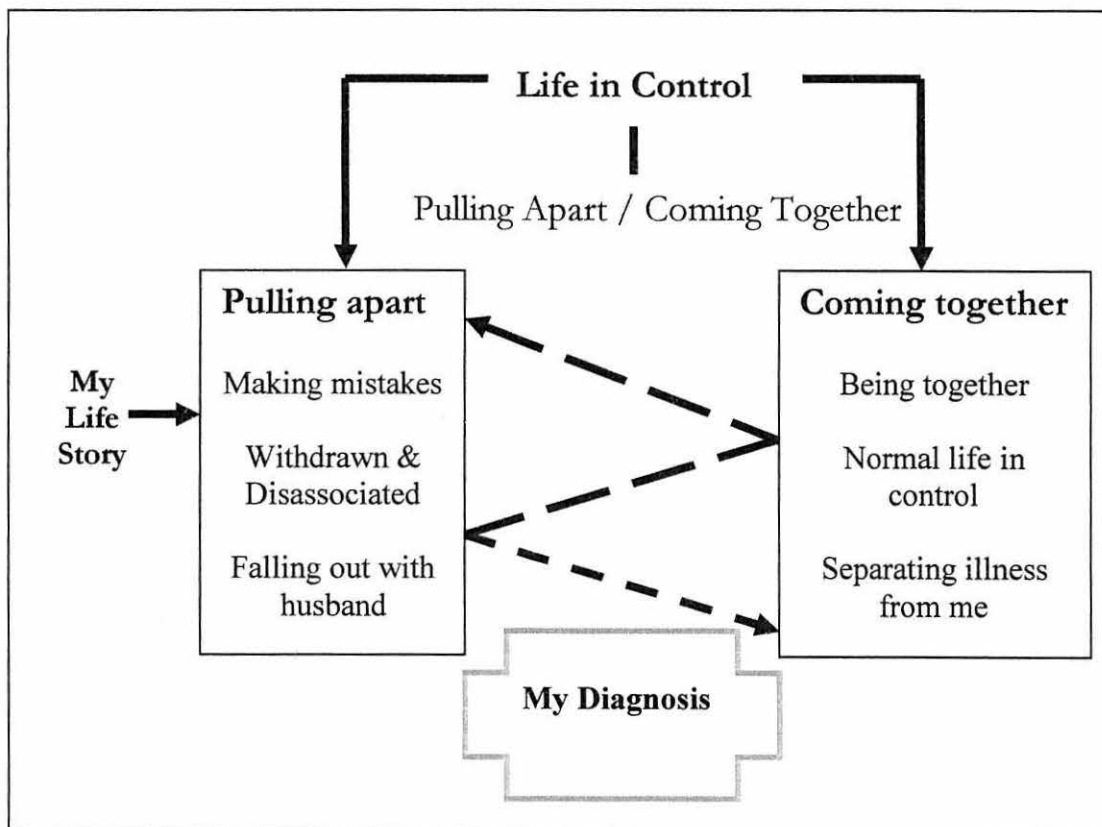 Life in Control
Pulling Apart / Coming Together
My
Life
Story
Pulling apart
Making mistakes
Withdrawn &
Disassociated
Falling out with
husband
Coming together
Being together
Normal life in
control
Separating illness
from me
My Diagnosis